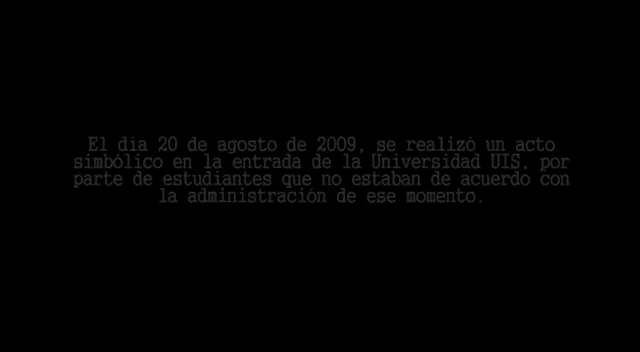 El día 20 de agosto de 2009, se realizó un acto
simbólico en la entrada de la Universidad UIS, por
parte de estudiantes que no estaban de acuerdo con
la administración de ese momento.